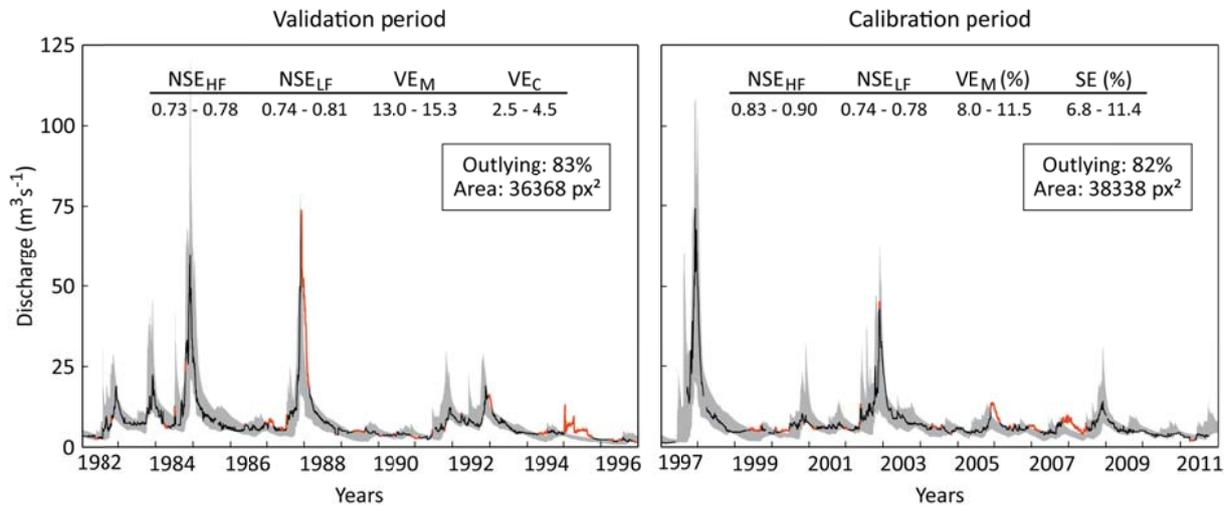 Validation period
Calibration period
Discharge (m³s⁻¹)
125
100
75
50
25
0
NSE_HF NSE_LF VE_M VE_C
0.73 - 0.78 0.74 - 0.81 13.0 - 15.3 2.5 - 4.5
Outlying: 83%
Area: 36368 px²
1982 1984 1986 1988 1990 1992 1994 1996
Years
NSE_HF NSE_LF VE_M (%) SE (%)
0.83 - 0.90 0.74 - 0.78 8.0 - 11.5 6.8 - 11.4
Outlying: 82%
Area: 38338 px²
1997 1999 2001 2003 2005 2007 2009 2011
Years